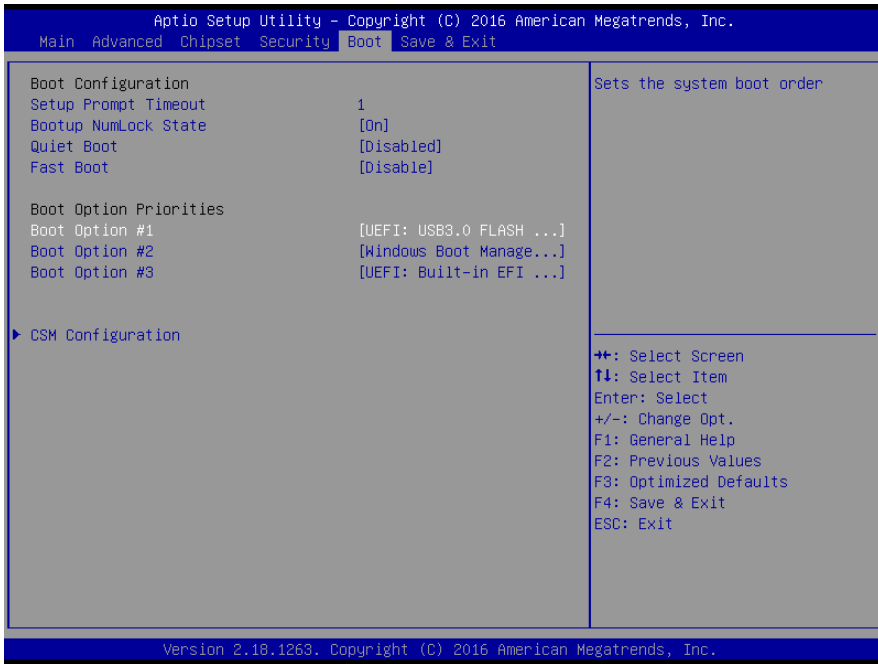 Aptio Setup Utility – Copyright (C) 2016 American Megatrends, Inc.
Main Advanced Chipset Security Boot Save & Exit
Boot Configuration
Setup Prompt Timeout 1
Bootup NumLock State [On]
Quiet Boot [Disabled]
Fast Boot [Disable]
Boot Option Priorities
Boot Option #1 [UEFI: USB3.0 FLASH ...]
Boot Option #2 [Windows Boot Manage...]
Boot Option #3 [UEFI: Built-in EFI ...]
CSM Configuration
Sets the system boot order
→←: Select Screen
↑↓: Select Item
Enter: Select
+/-: Change Opt.
F1: General Help
F2: Previous Values
F3: Optimized Defaults
F4: Save & Exit
ESC: Exit
Version 2.18.1263. Copyright (C) 2016 American Megatrends, Inc.